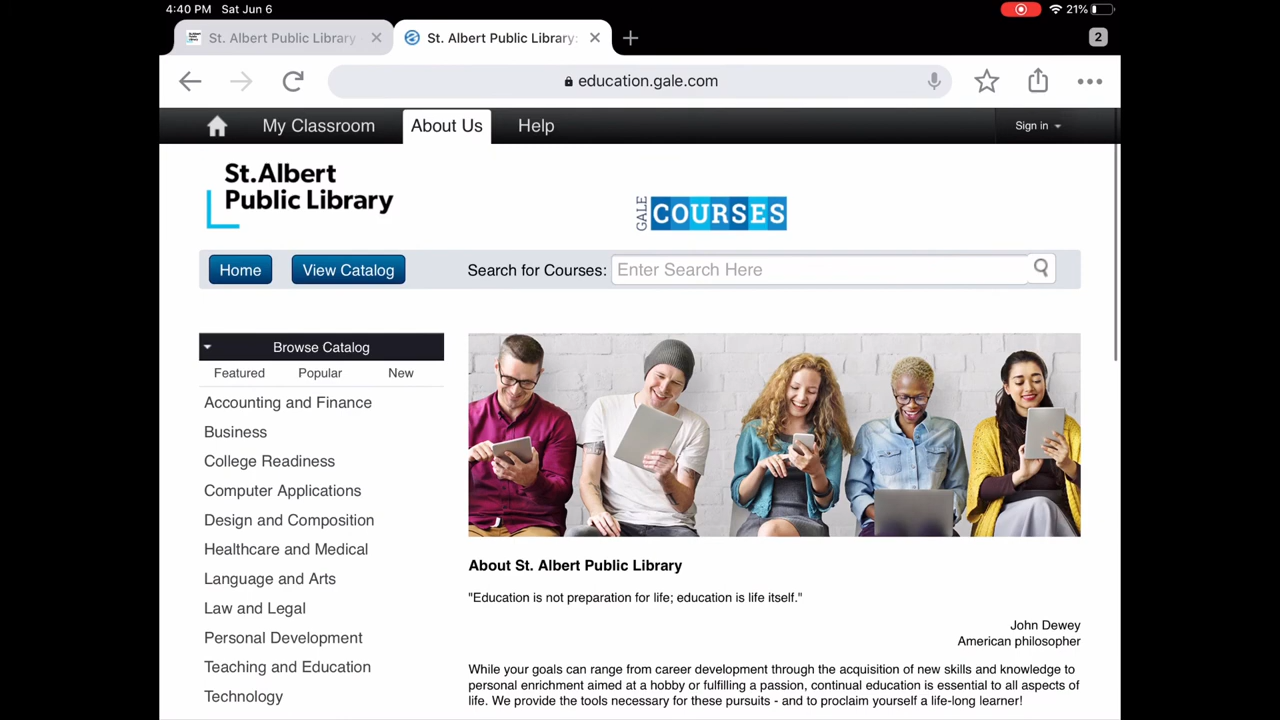 4:40 PM Sat Jun 6 21%
St. Albert Public Library
St. Albert Public Library:
2
education.gale.com
My Classroom About Us Help Sign in
St.Albert
Public Library
GALE COURSES
Home View Catalog Search for Courses: Enter Search Here
Browse Catalog
Featured Popular New
Accounting and Finance
Business
College Readiness
Computer Applications
Design and Composition
Healthcare and Medical
Language and Arts
Law and Legal
Personal Development
Teaching and Education
Technology
About St. Albert Public Library
"Education is not preparation for life; education is life itself."
John Dewey
American philosopher
While your goals can range from career development through the acquisition of new skills and knowledge to
personal enrichment aimed at a hobby or fulfilling a passion, continual education is essential to all aspects of
life. We provide the tools necessary for these pursuits - and to proclaim yourself a life-long learner!